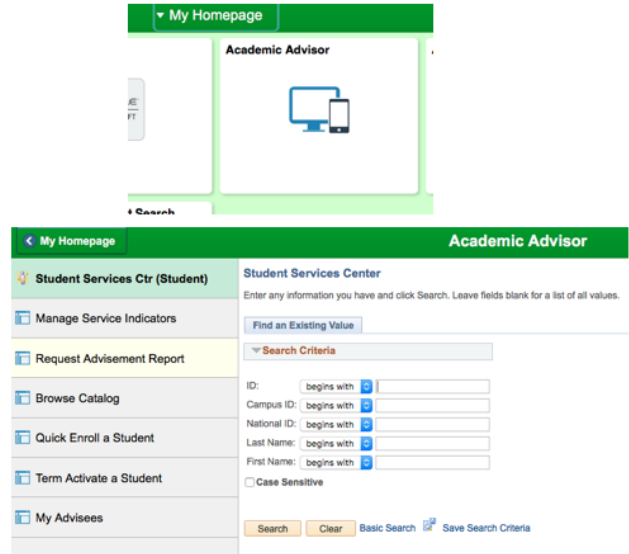 My Homepage
Academic Advisor
t Search
My Homepage
Academic Advisor
Student Services Ctr (Student)
Manage Service Indicators
Request Advisement Report
Browse Catalog
Quick Enroll a Student
Term Activate a Student
My Advisees
Student Services Center
Enter any information you have and click Search. Leave fields blank for a list of all values.
Find an Existing Value
Search Criteria
ID: begins with
Campus ID: begins with
National ID: begins with
Last Name: begins with
First Name: begins with
Case Sensitive
Search Clear Basic Search Save Search Criteria